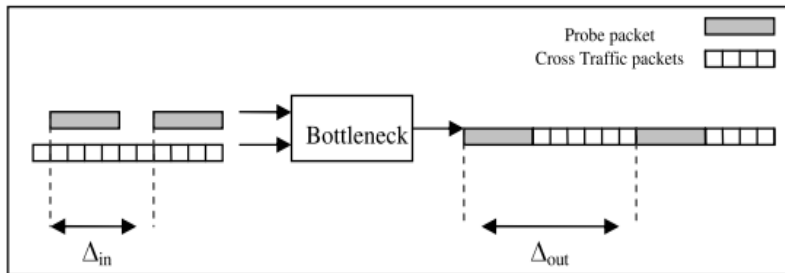 Probe packet
Cross Traffic packets
Bottleneck
Δin
Δout